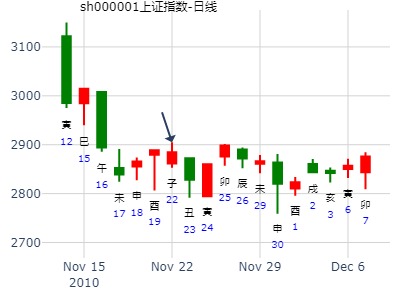 sh000001上证指数-日线
3100
3000
2900
2800
2700
寅
12
巳
15
午
16
未
17
申
18
酉
19
子
22
丑
23
寅
24
卯
25
辰
26
未
29
申
30
酉
1
戌
2
亥
3
寅
6
卯
7
Nov 15
2010
Nov 22
Nov 29
Dec 6